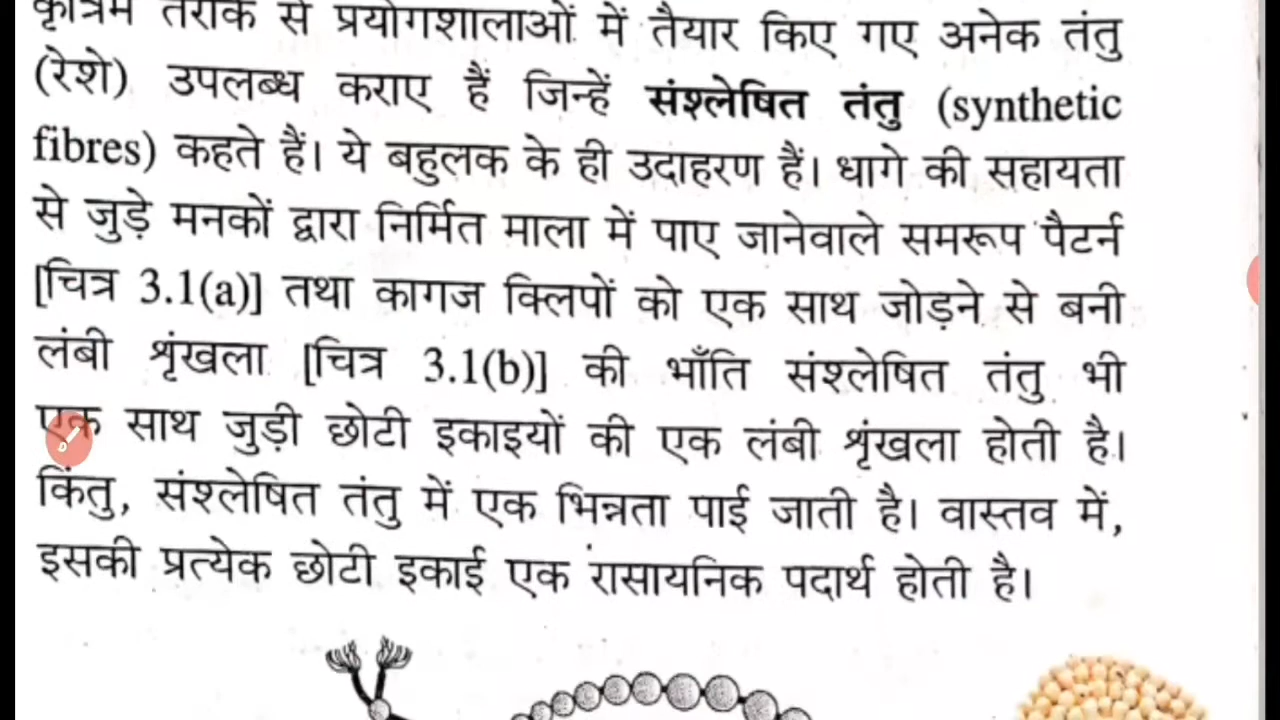 कृत्रिम तरीके से प्रयोगशालाओं में तैयार किए गए अनेक तंतु
(रेशे) उपलब्ध कराए हैं जिन्हें संश्लेषित तंतु (synthetic
fibres) कहते हैं। ये बहुलक के ही उदाहरण हैं। धागे की सहायता
से जुड़े मनकों द्वारा निर्मित माला में पाए जानेवाले समरूप पैटर्न
[चित्र 3.1(a)] तथा कागज क्लिपों को एक साथ जोड़ने से बनी
लंबी शृंखला [चित्र 3.1(b)] की भाँति संश्लेषित तंतु भी
एक साथ जुड़ी छोटी इकाइयों की एक लंबी शृंखला होती है।
किंतु, संश्लेषित तंतु में एक भिन्नता पाई जाती है। वास्तव में,
इसकी प्रत्येक छोटी इकाई एक रासायनिक पदार्थ होती है।